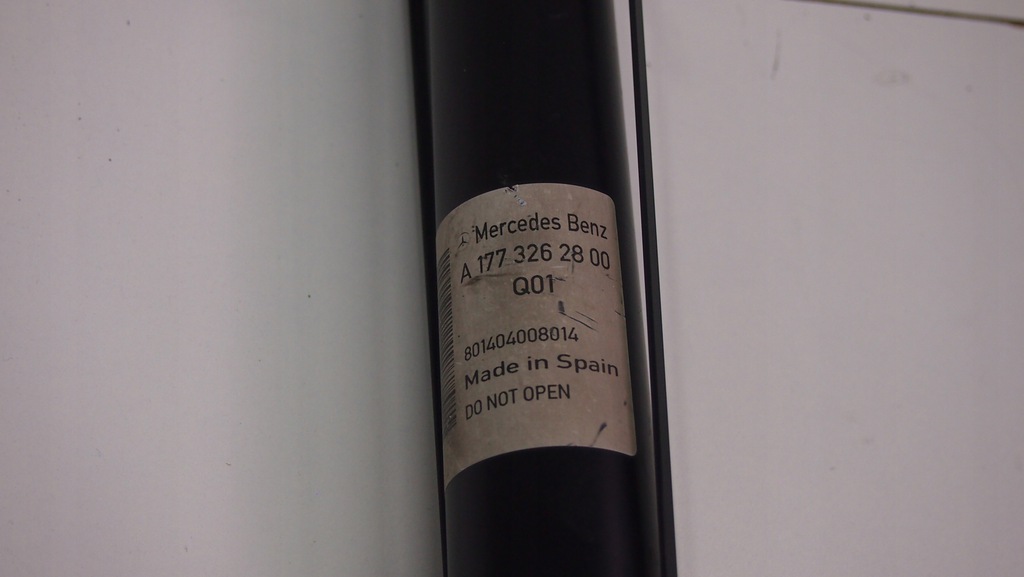 Mercedes Benz
A 177 326 28 00
Q01
801404008014
Made in Spain
DO NOT OPEN